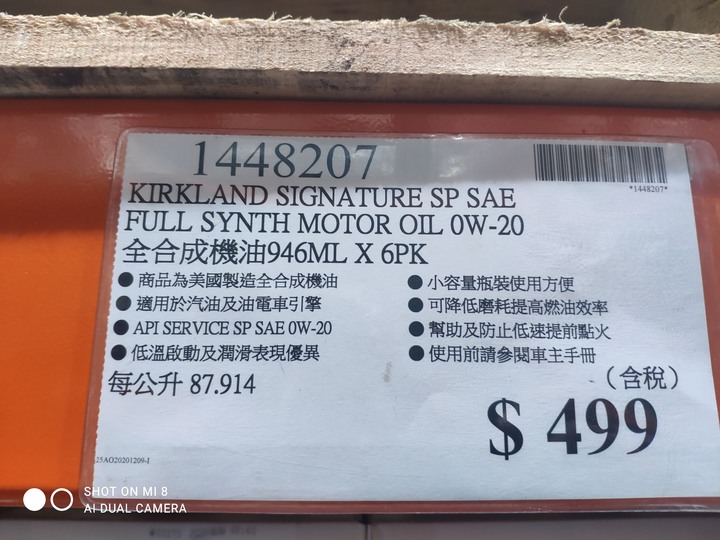 1448207
*1448207*
KIRKLAND SIGNATURE SP SAE
FULL SYNTH MOTOR OIL 0W-20
全合成機油946ML X 6PK
● 商品為美國製造全合成機油
● 適用於汽油及油電車引擎
● API SERVICE SP SAE 0W-20
● 低溫啟動及潤滑表現優異
● 小容量瓶裝使用方便
● 可降低磨耗提高燃油效率
● 幫助及防止低速提前點火
● 使用前請參閱車主手冊
每公升 87.914
(含稅)
$ 499
25AO20201209-1
SHOT ON MI 8
AI DUAL CAMERA